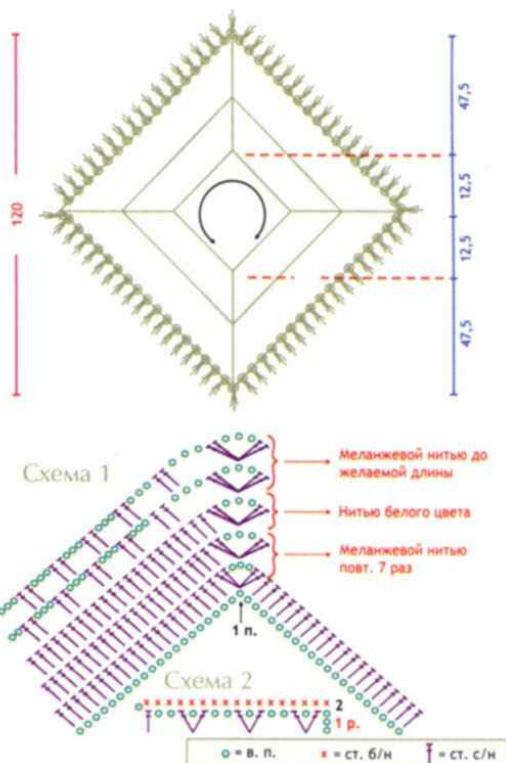 120
47,5
12,5
12,5
47,5
Схема 1
Меланжевой нитью до
желаемой длины
Нитью белого цвета
Меланжевой нитью
повт. 7 раз
1 п.
Схема 2
2
1 р.
= в. п.
= ст. б/н
= ст. с/н